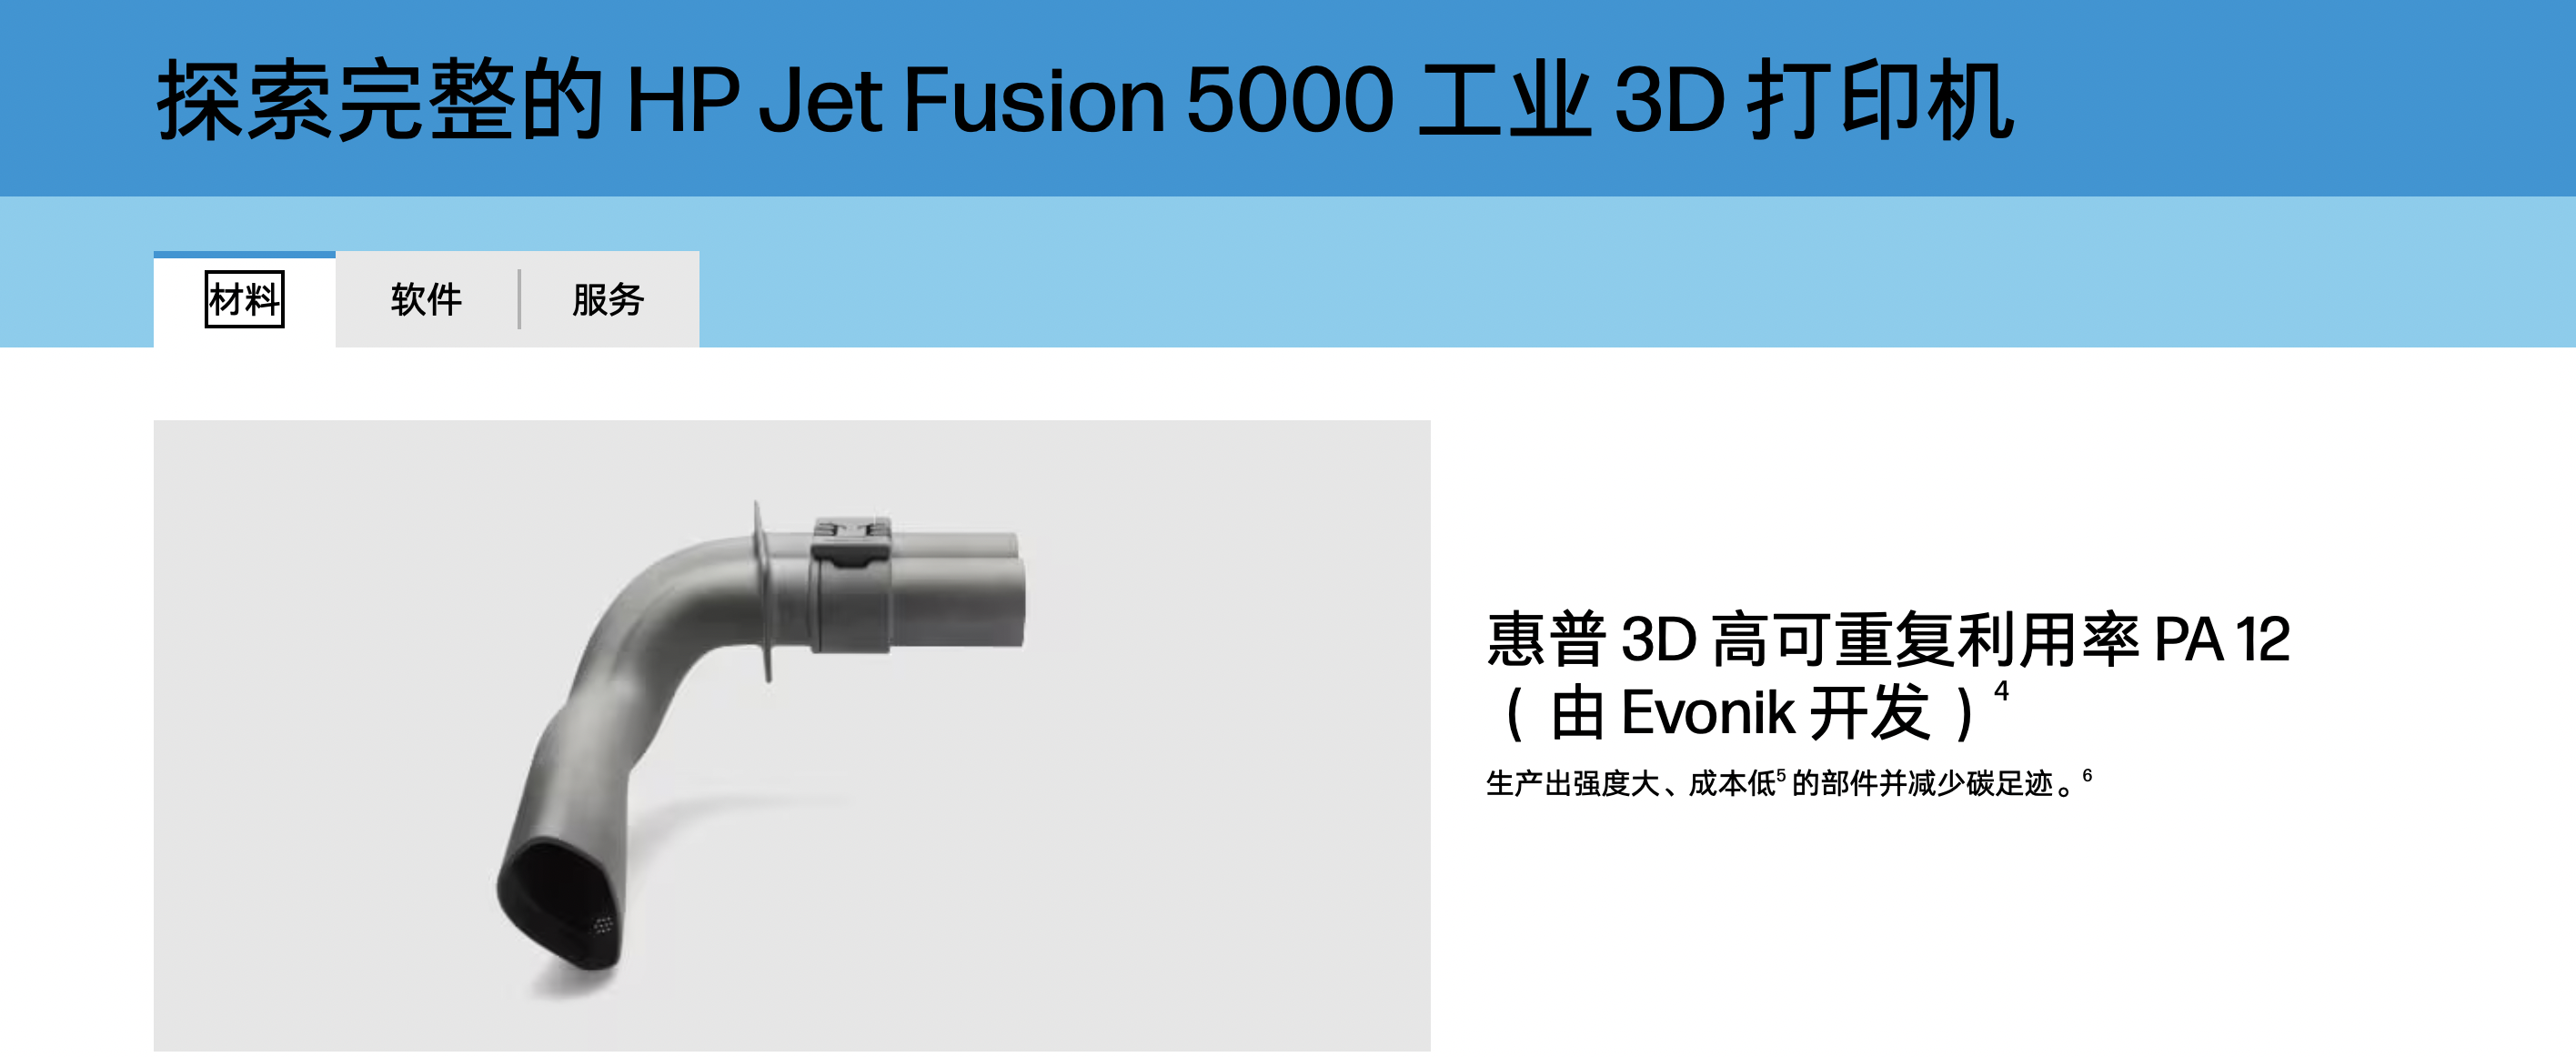 探索完整的 HP Jet Fusion 5000 工业 3D 打印机
材料
软件
服务
惠普 3D 高可重复利用率 PA 12
（由 Evonik 开发）4
生产出强度大、成本低5 的部件并减少碳足迹。6